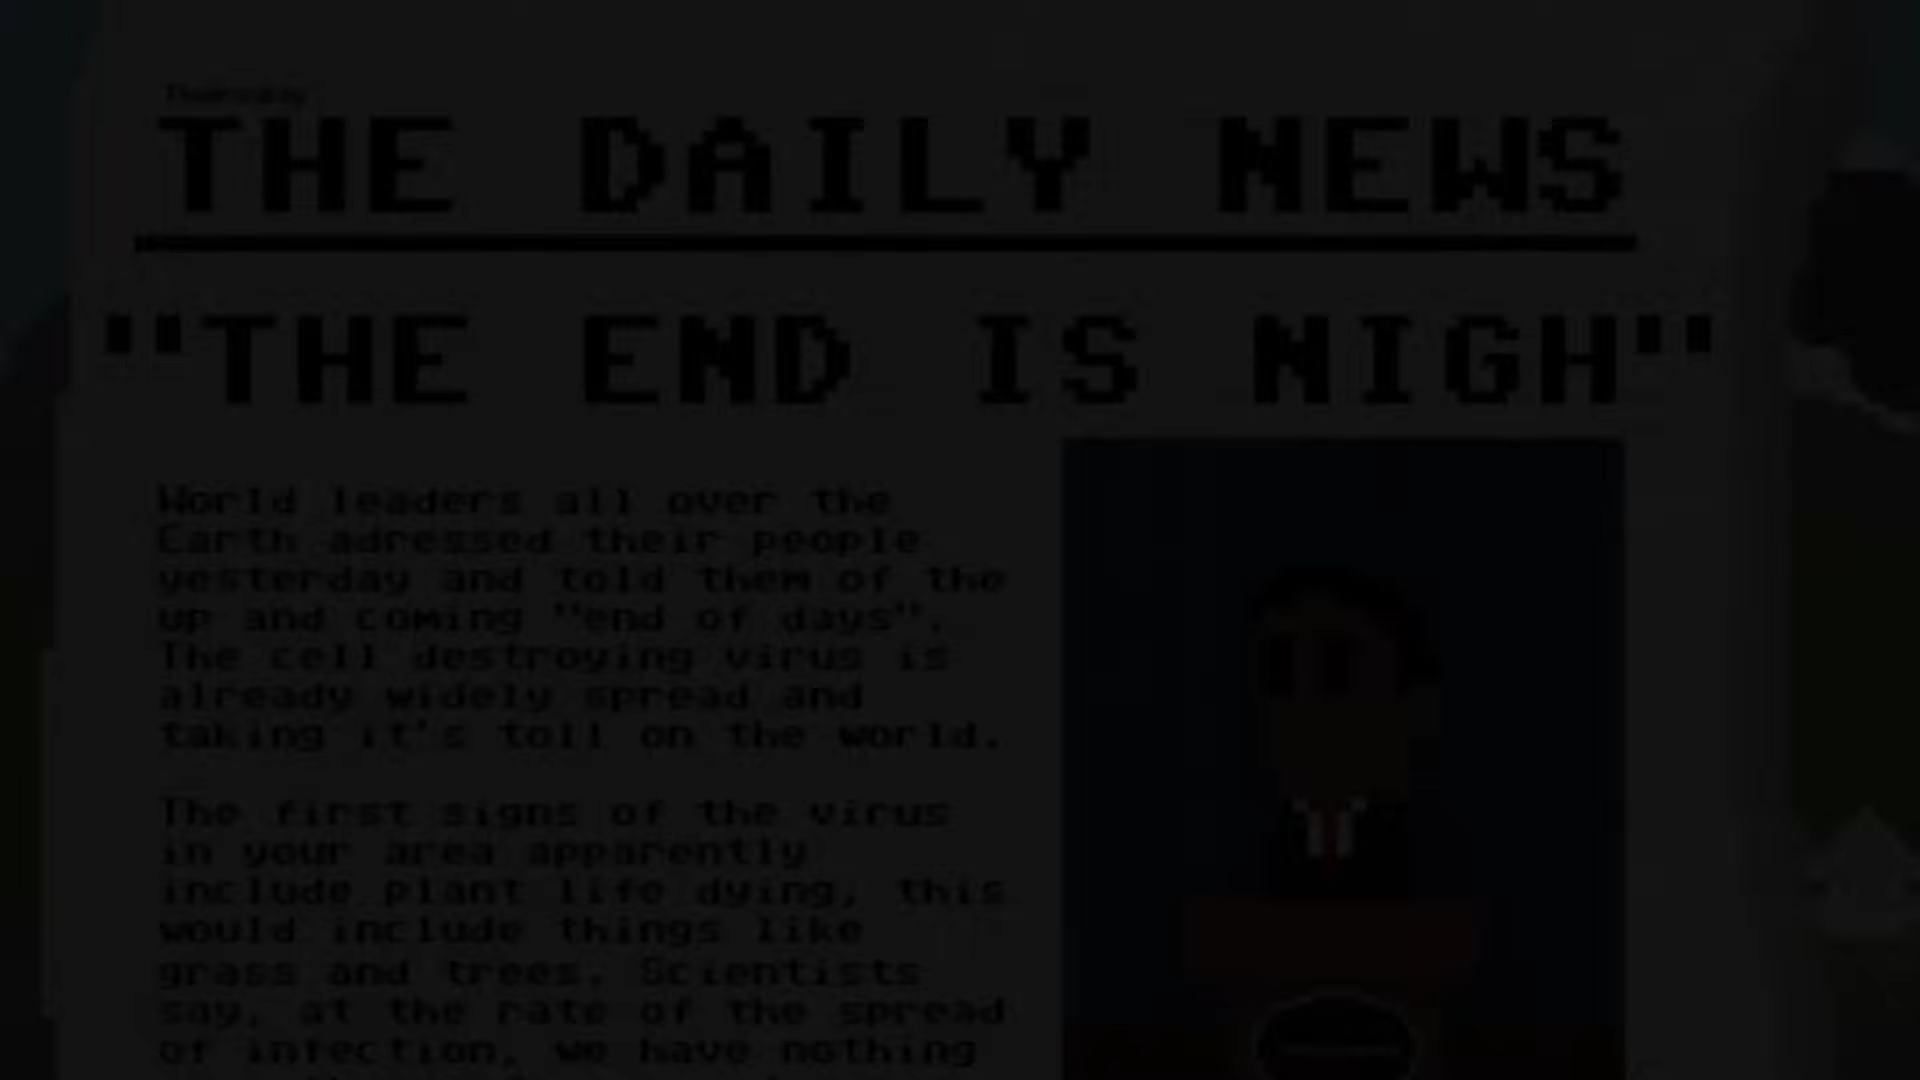 Thursday
THE DAILY NEWS
"THE END IS NIGH"
World leaders all over the
Earth adressed their people
yesterday and told them of the
up and coming "end of days".
The cell destroying virus is
already widely spread and
taking it's toll on the world.
The first signs of the virus
in your area apparently
include plant life dying, this
would include things like
grass and trees. Scientists
say, at the rate of the spread
of infection, we have nothing